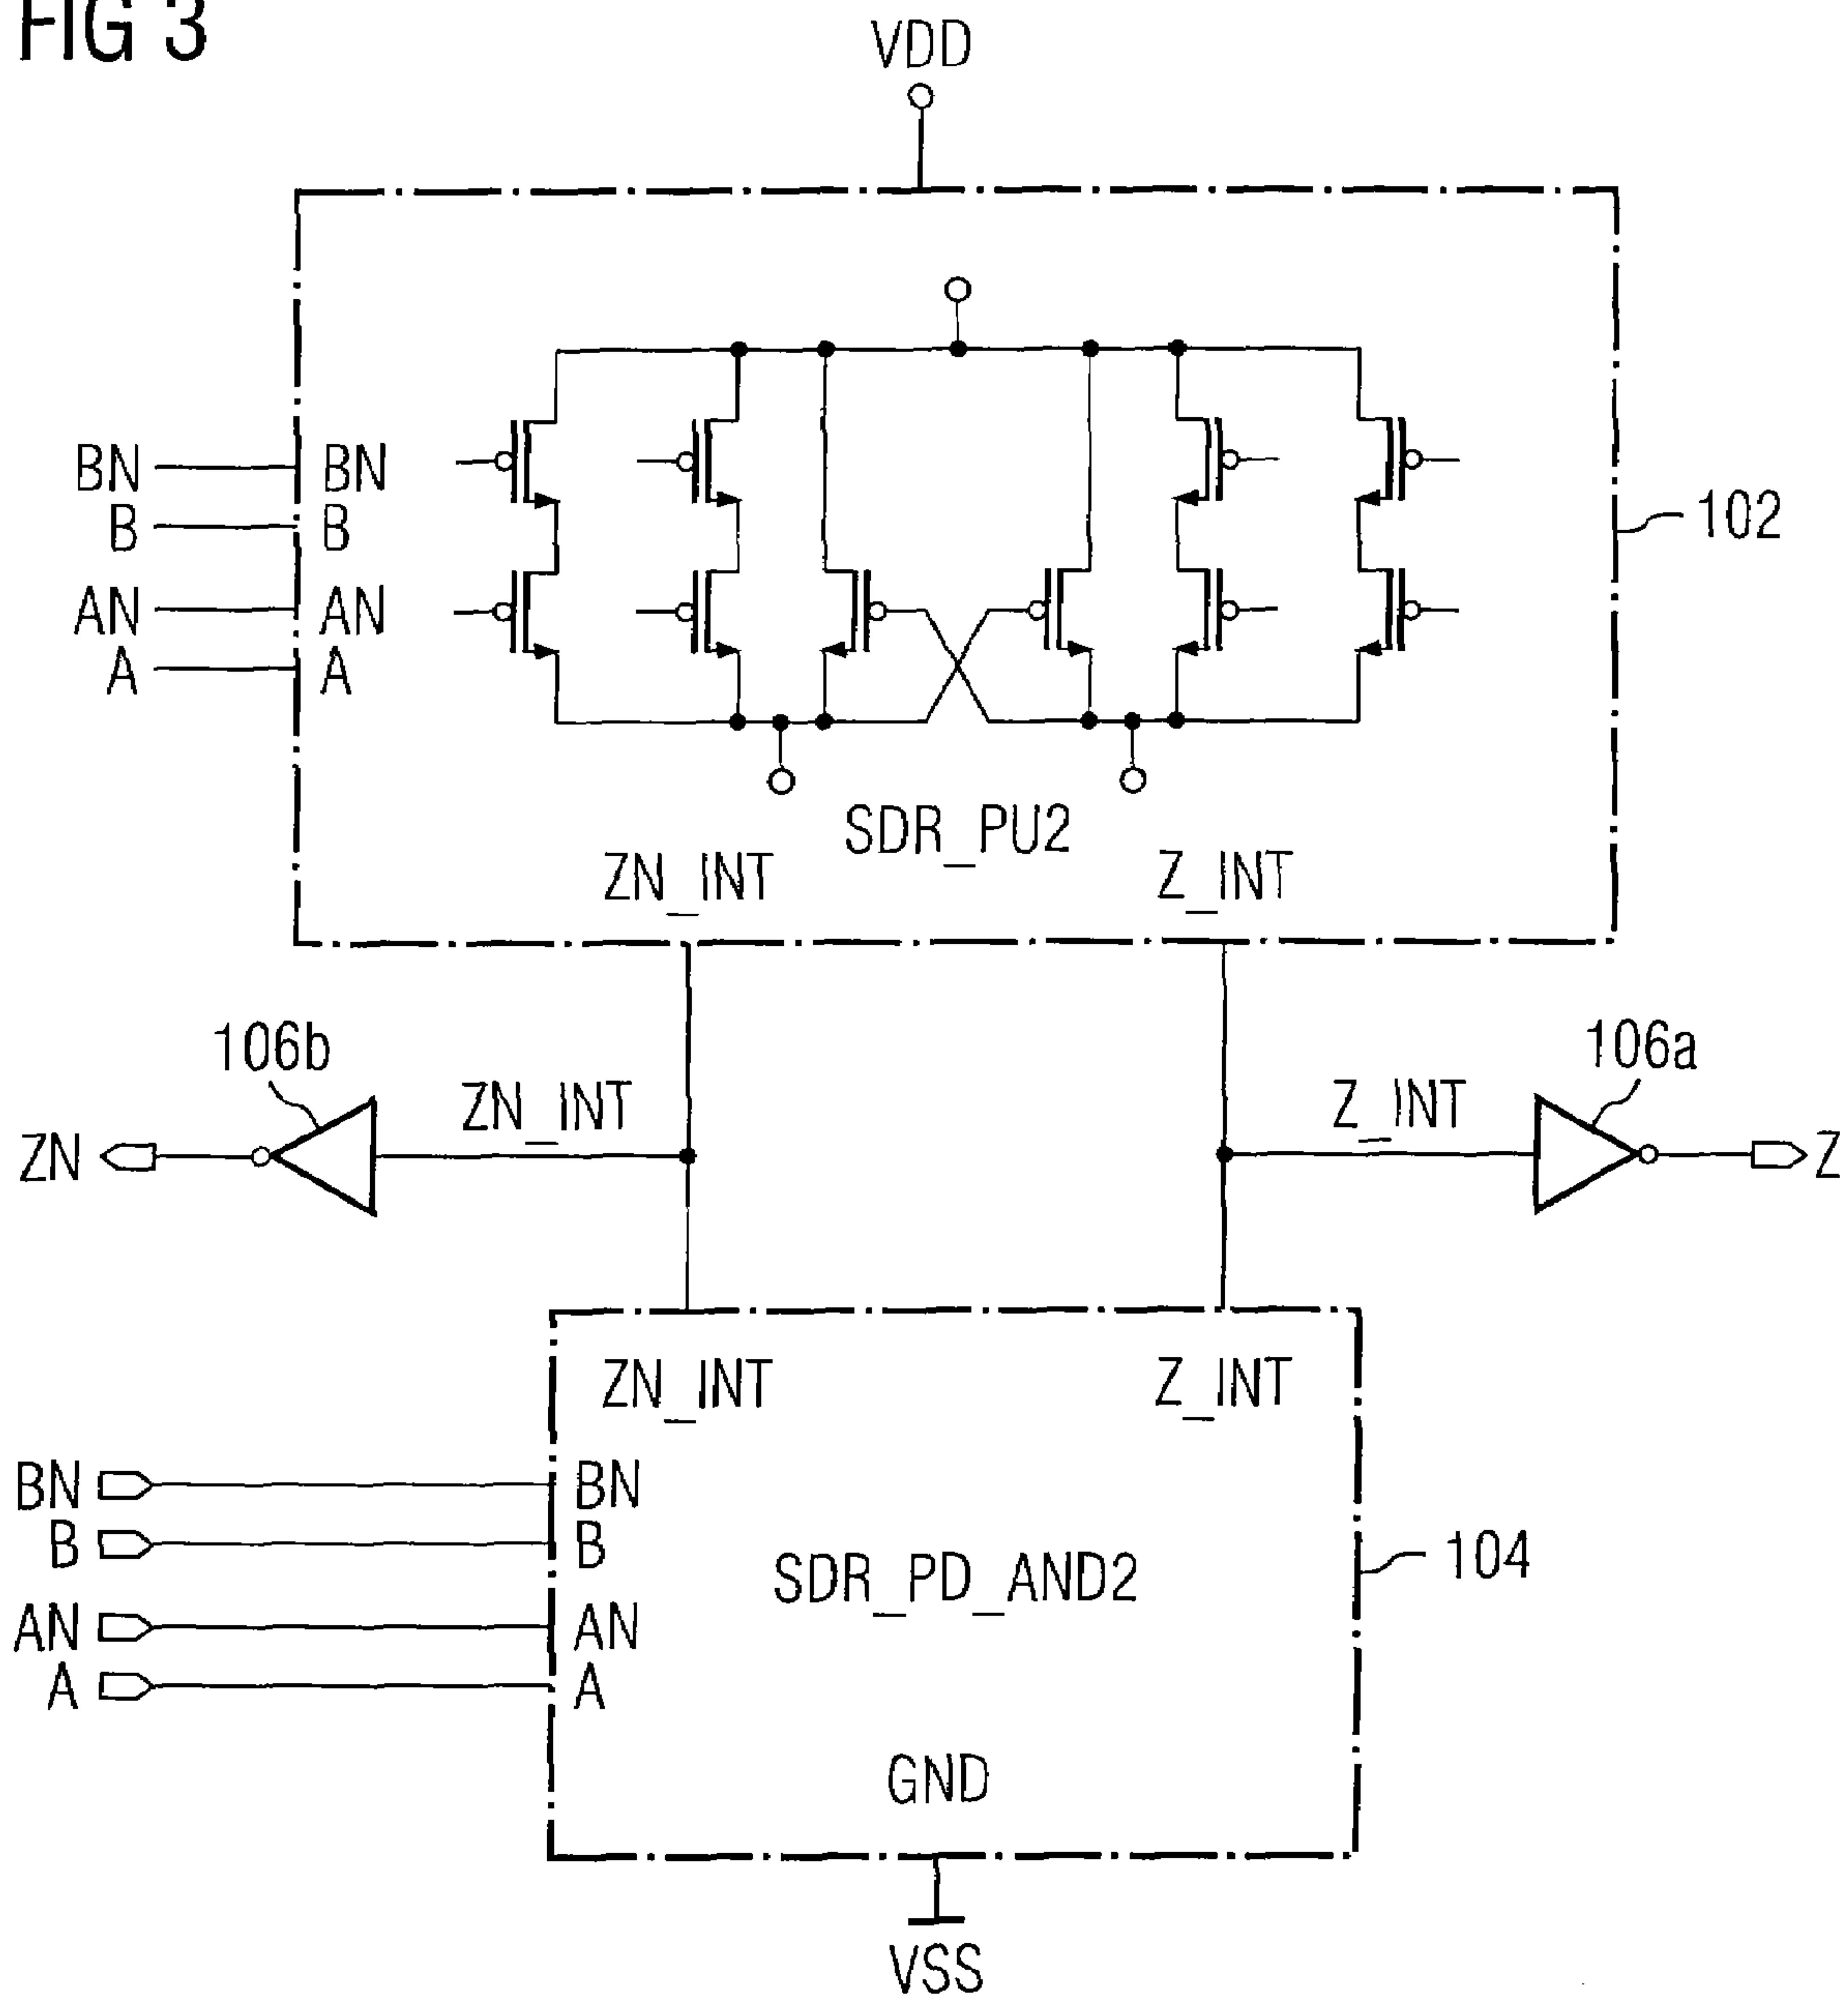 FIG 3
VDD
BN BN
B B
AN AN
A A
102
SDR_PU2
ZN_INT Z_INT
106b 106a
ZN ZN_INT Z_INT Z
ZN_INT Z_INT
BN BN
B B
SDR_PD_AND2 104
AN AN
A A
GND
VSS